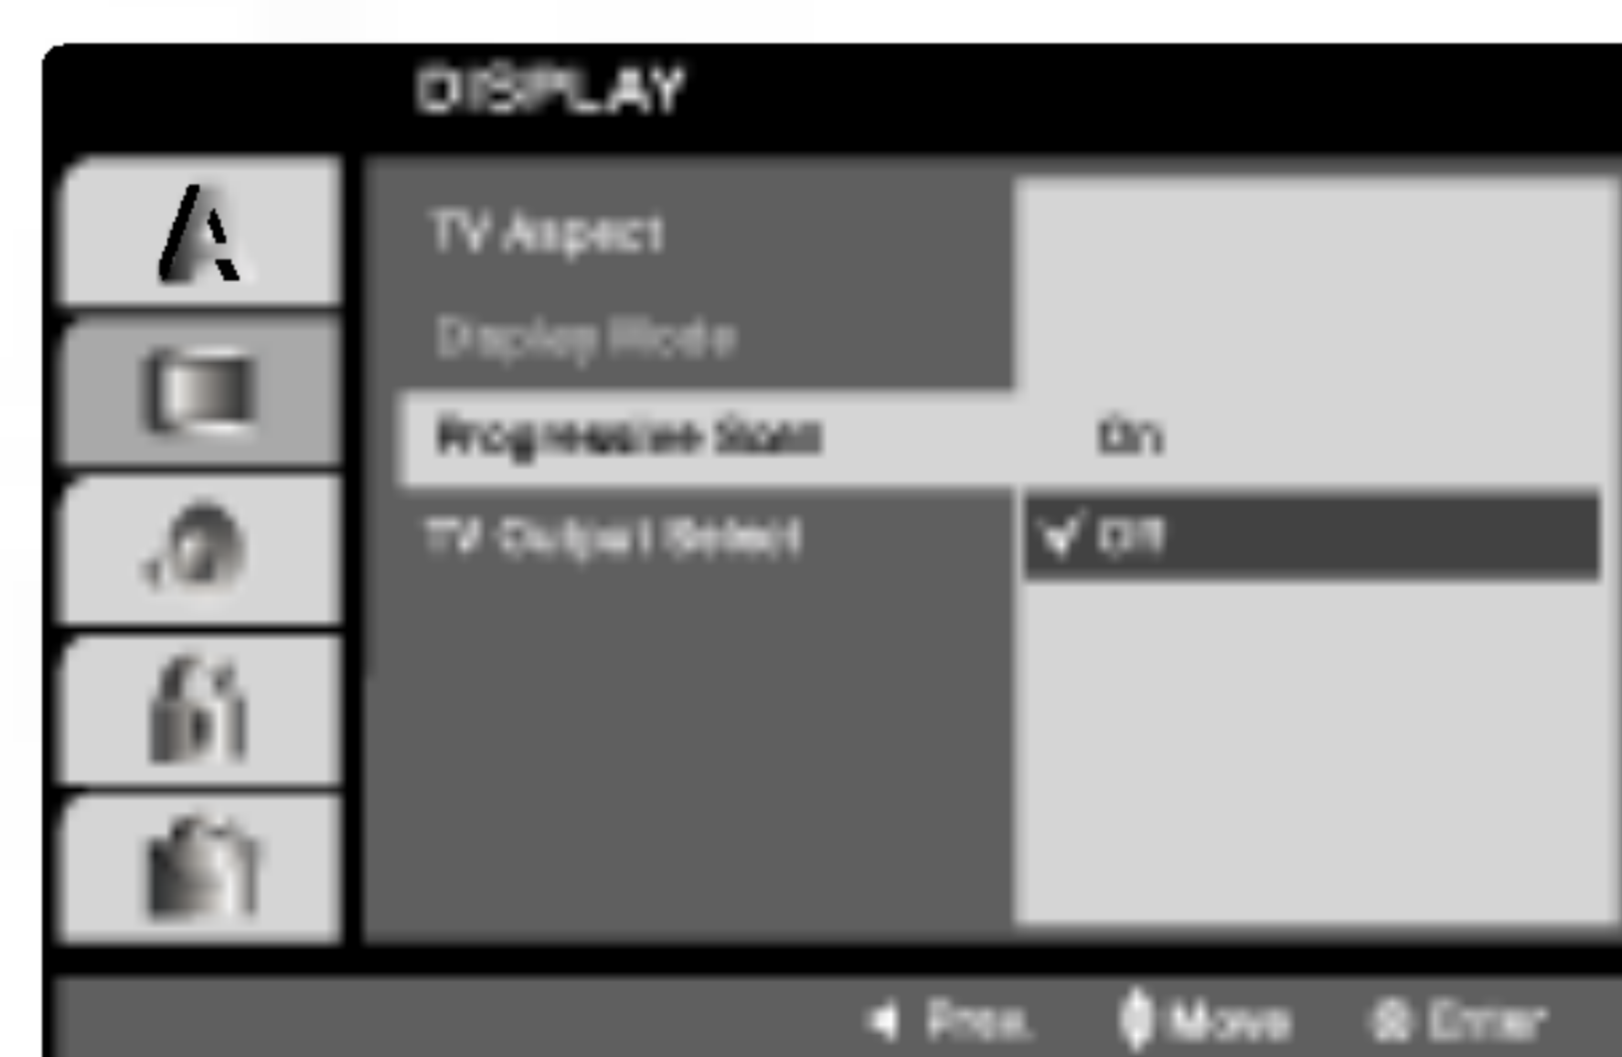 DISPLAY
TV Aspect
Display Mode
Progressive Scan
On
TV Output Select
✓ Off
◀ Prev. Move Enter